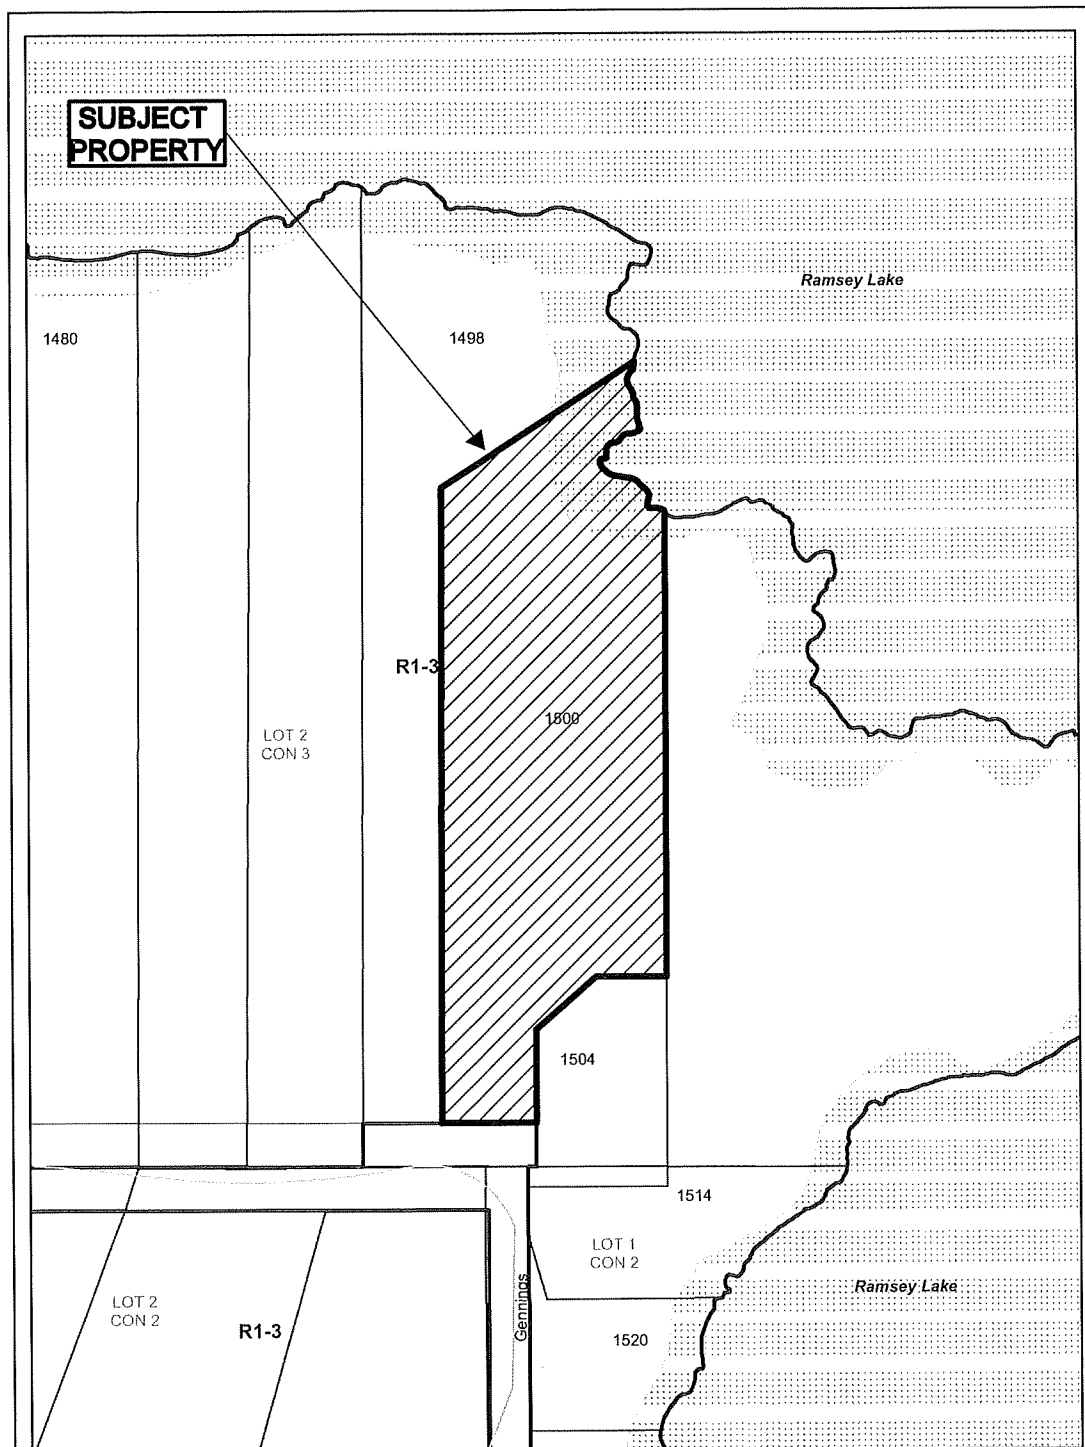 SUBJECT
PROPERTY
Ramsey Lake
1480
1498
R1-3
1500
LOT 2
CON 3
1504
1514
LOT 1
CON 2
Ramsey Lake
LOT 2
CON 2
R1-3
Gennings
1520